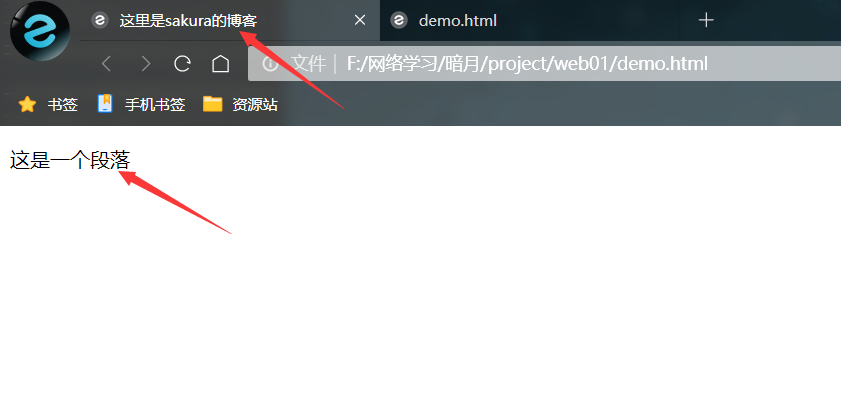 这里是sakura的博客 demo.html
文件 F:/网络学习/暗月/project/web01/demo.html
书签 手机书签 资源站
这是一个段落